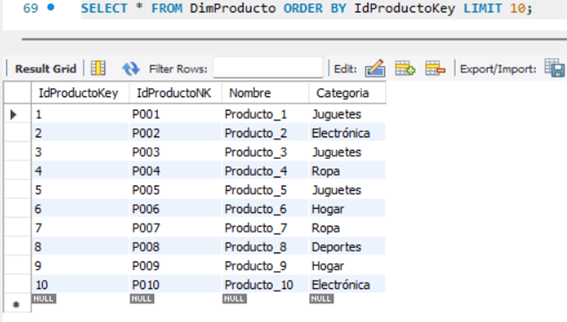 69 SELECT * FROM DimProducto ORDER BY IdProductoKey LIMIT 10;
Result Grid Filter Rows: Edit: Export/Import:
IdProductoKey IdProductoNK Nombre Categoria
1 P001 Producto_1 Juguetes
2 P002 Producto_2 Electrónica
3 P003 Producto_3 Juguetes
4 P004 Producto_4 Ropa
5 P005 Producto_5 Juguetes
6 P006 Producto_6 Hogar
7 P007 Producto_7 Ropa
8 P008 Producto_8 Deportes
9 P009 Producto_9 Hogar
10 P010 Producto_10 Electrónica
NULL NULL NULL NULL